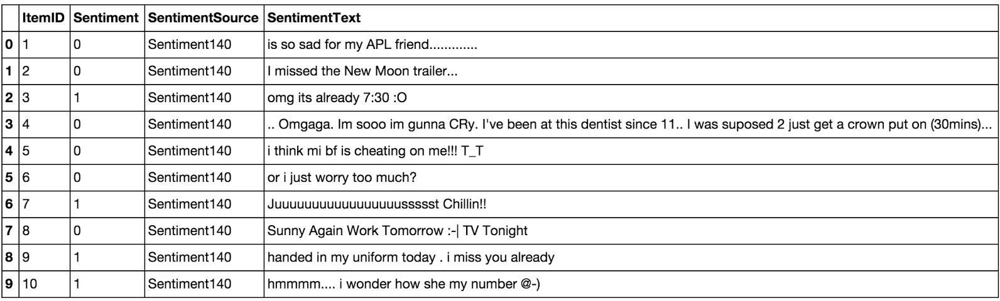 ItemID Sentiment SentimentSource SentimentText
0 1 0 Sentiment140 is so sad for my APL friend.............
1 2 0 Sentiment140 I missed the New Moon trailer...
2 3 1 Sentiment140 omg its already 7:30 :O
3 4 0 Sentiment140 .. Omgaga. Im sooo im gunna CRy. I've been at this dentist since 11.. I was suposed 2 just get a crown put on (30mins)...
4 5 0 Sentiment140 i think mi bf is cheating on me!!! T_T
5 6 0 Sentiment140 or i just worry too much?
6 7 1 Sentiment140 Juuuuuuuuuuuuuuuuussssst Chillin!!
7 8 0 Sentiment140 Sunny Again Work Tomorrow :-| TV Tonight
8 9 1 Sentiment140 handed in my uniform today . i miss you already
9 10 1 Sentiment140 hmmmm.... i wonder how she my number @-)